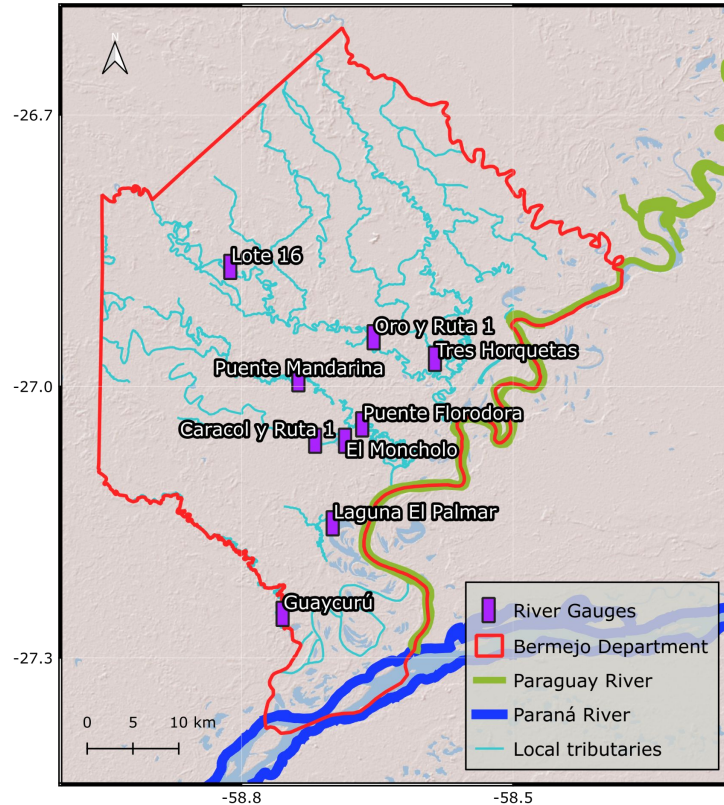 N
-26.7
Lote 16
Oro y Ruta 1
Tres Horquetas
Puente Mandarina
-27.0
Puente Florodora
Caracol y Ruta 1
El Moncholo
Laguna El Palmar
Guaycurú
-27.3
River Gauges
Bermejo Department
Paraguay River
Paraná River
Local tributaries
0 5 10 km
-58.8 -58.5